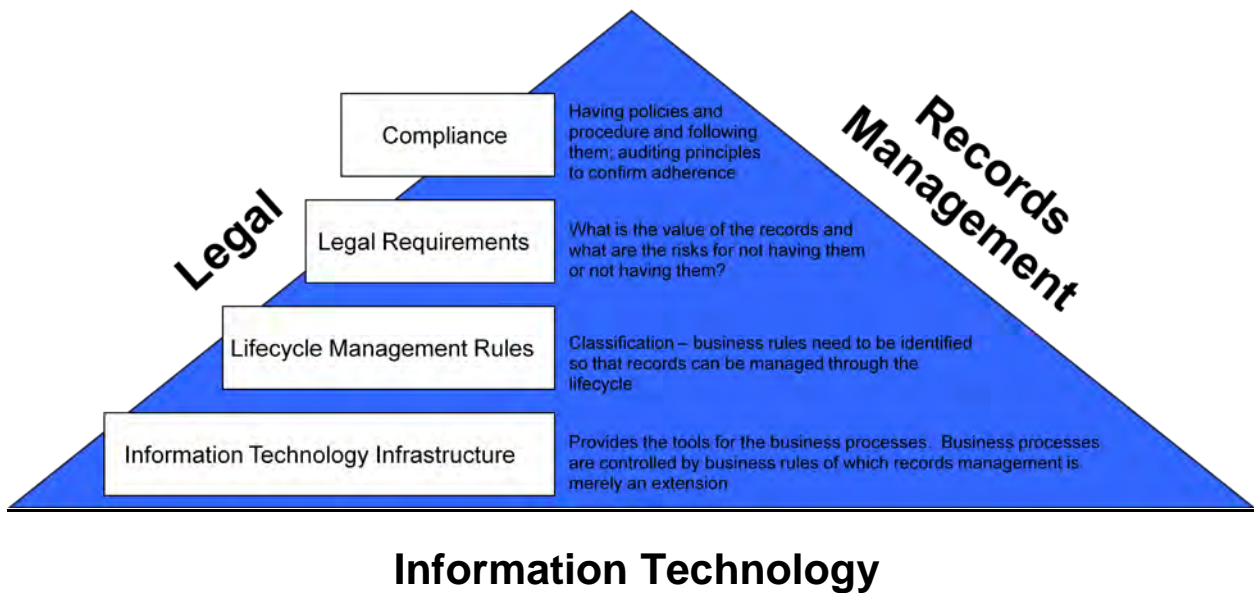 Compliance
Having policies and
procedure and following
them; auditing principles
to confirm adherence
Legal
Records
Management
Legal Requirements
What is the value of the records and
what are the risks for not having them
or not having them?
Lifecycle Management Rules
Classification – business rules need to be identified
so that records can be managed through the
lifecycle
Information Technology Infrastructure
Provides the tools for the business processes.  Business processes
are controlled by business rules of which records management is
merely an extension
Information Technology